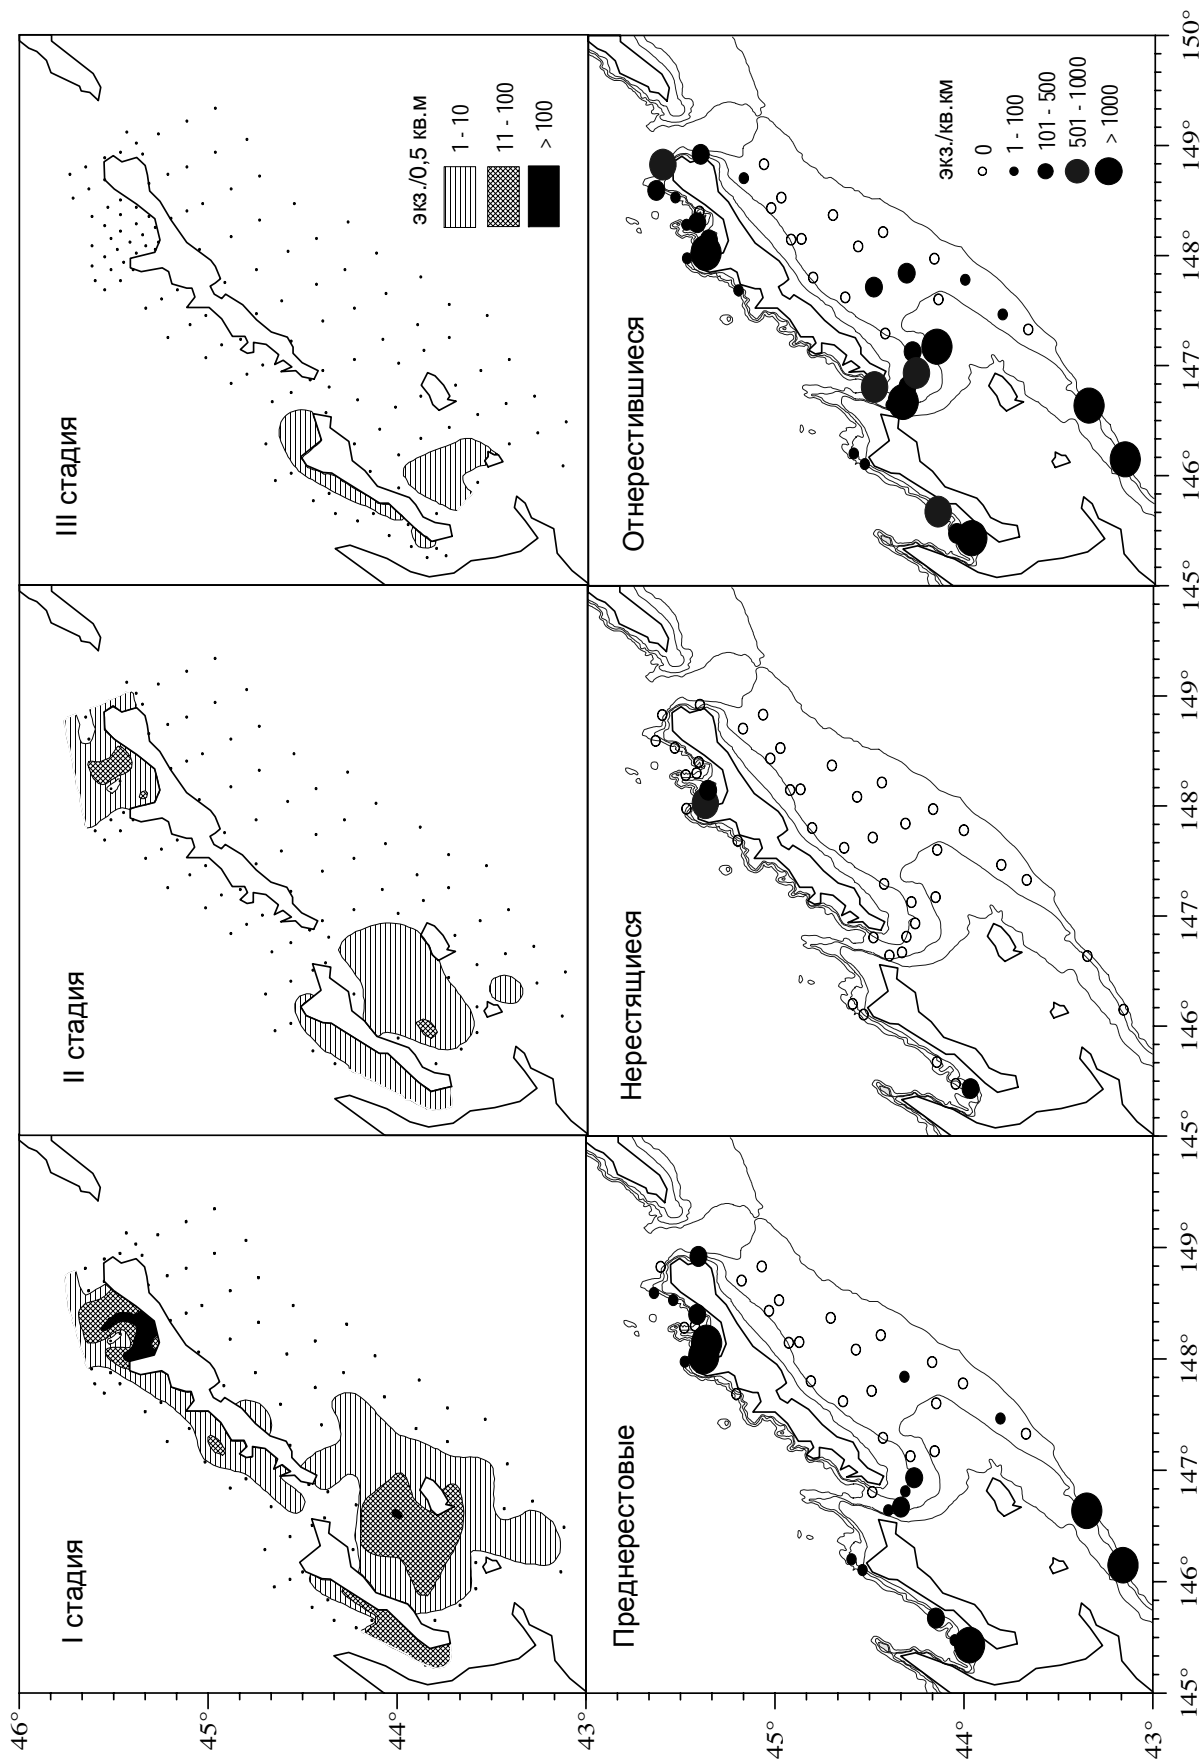 I стадия
II стадия
III стадия
экз./0,5 кв.м
1 - 10
11 - 100
> 100
46°
45°
44°
43°
Преднерестовые
Нерестящиеся
Отнерестившиеся
экз./кв.км
0
1 - 100
101 - 500
501 - 1000
> 1000
45°
44°
43°
145°
146°
147°
148°
149°
145°
146°
147°
148°
149°
145°
146°
147°
148°
149°
150°